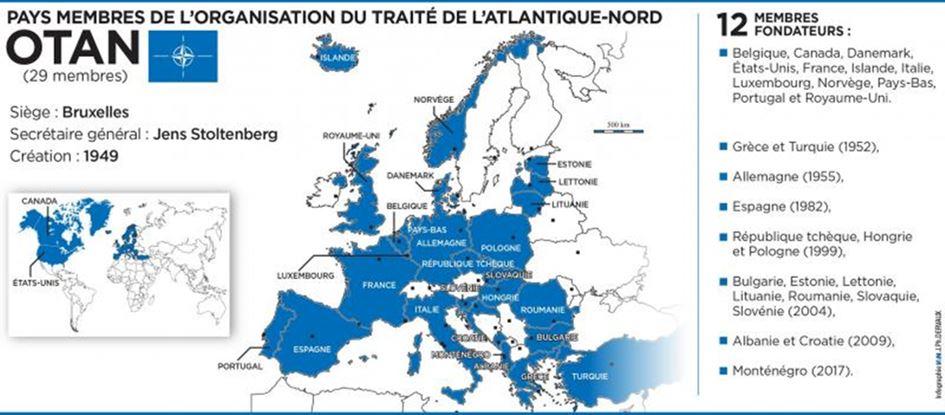 PAYS MEMBRES DE L'ORGANISATION DU TRAITÉ DE L'ATLANTIQUE-NORD
OTAN
(29 membres)
Siège : Bruxelles
Secrétaire général : Jens Stoltenberg
Création : 1949
CANADA
ÉTATS-UNIS
ISLANDE
NORVÈGE
500 km
ROYAUME-UNI
ESTONIE
DANEMARK
LETTONIE
BELGIQUE
LITUANIE
PAYS-BAS
ALLEMAGNE
POLOGNE
RÉPUBLIQUE TCHÈQUE
LUXEMBOURG
SLOVAQUIE
FRANCE
SLOVÉNIE
HONGRIE
ITALIE
ROUMANIE
CROATIE
BULGARIE
ESPAGNE
MONTÉNÉGRO
PORTUGAL
ALBANIE
GRÈCE
TURQUIE
12 MEMBRES
FONDATEURS :
Belgique, Canada, Danemark,
États-Unis, France, Islande, Italie,
Luxembourg, Norvège, Pays-Bas,
Portugal et Royaume-Uni.
Grèce et Turquie (1952),
Allemagne (1955),
Espagne (1982),
République tchèque, Hongrie
et Pologne (1999),
Bulgarie, Estonie, Lettonie,
Lituanie, Roumanie, Slovaquie,
Slovénie (2004),
Albanie et Croatie (2009),
Monténégro (2017).
Infographie